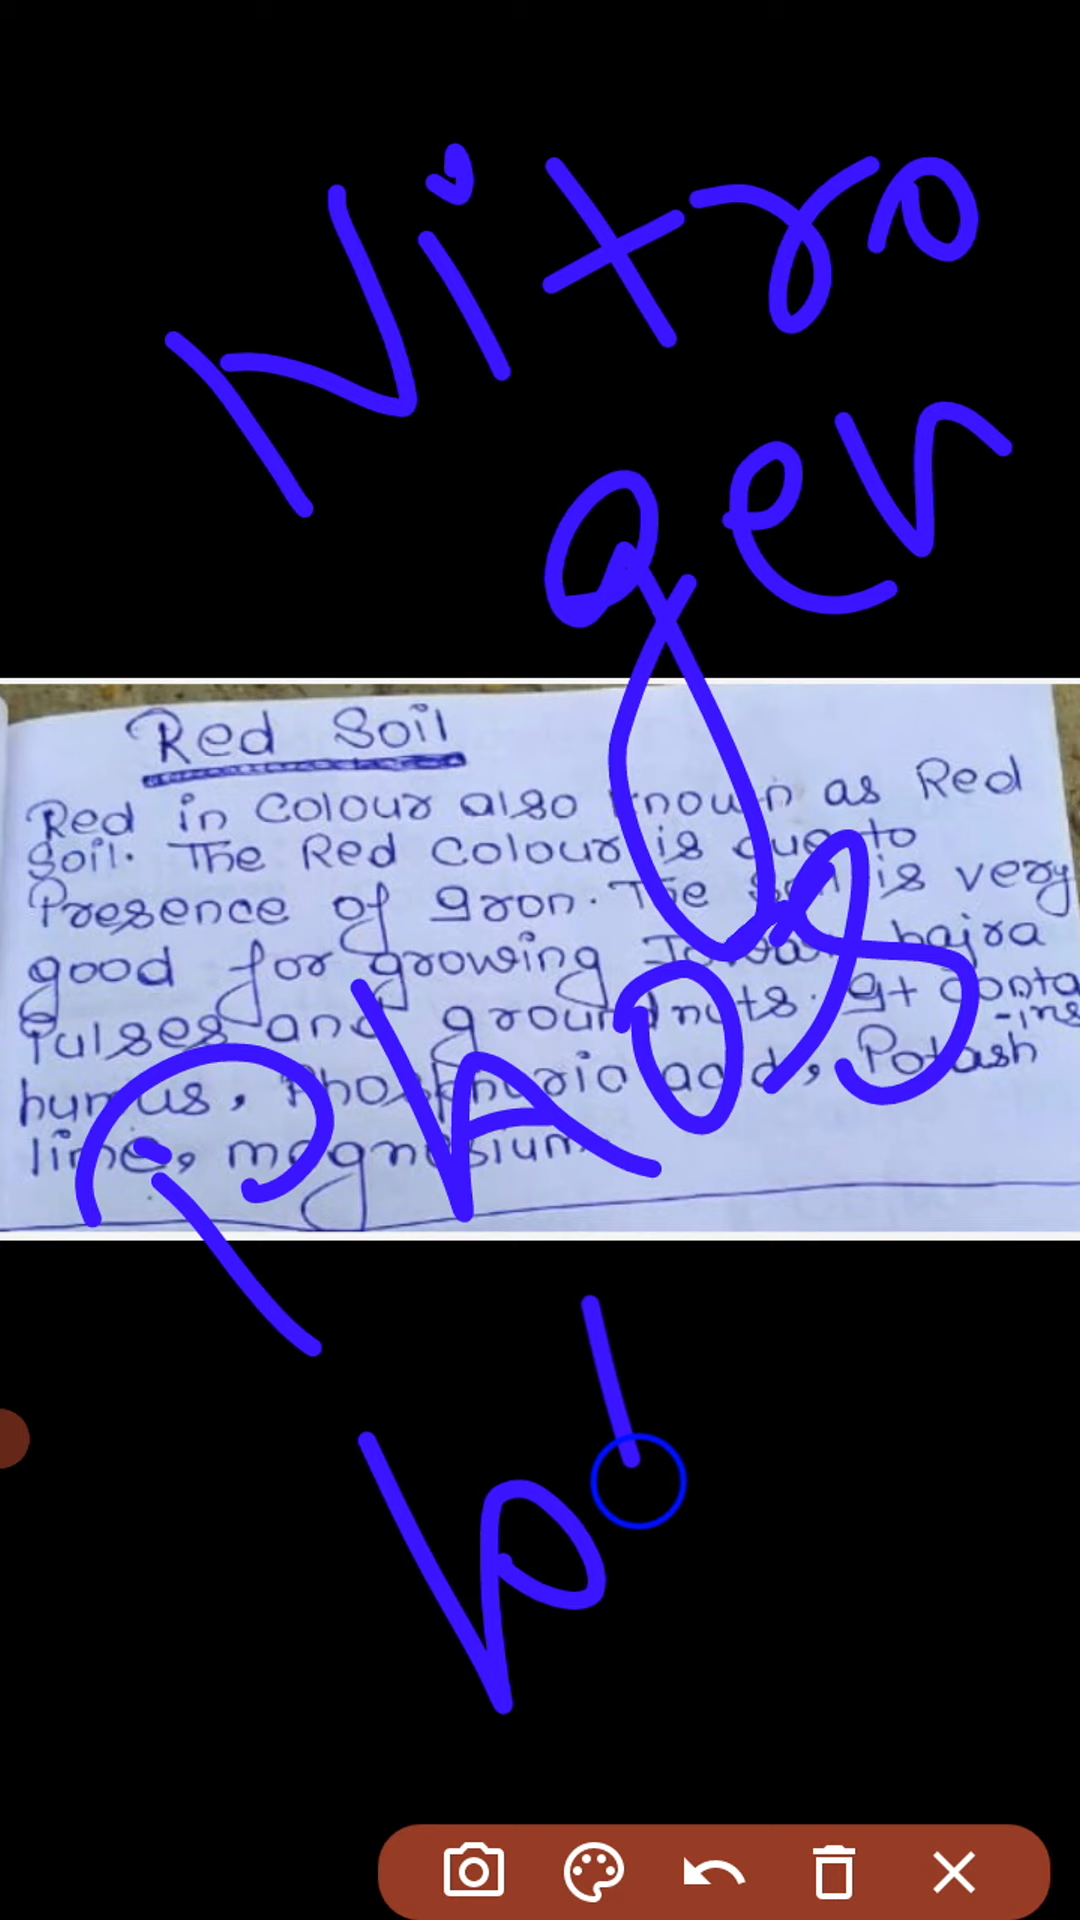 Nitro
gen
Red Soil
Red in Colour also known as Red
Soil. The Red Colour is due to
Presence of Iron. The Soil is very
good for growing Jowar bajra
Pulses and groundnuts. It conta
-ins
humus, Phosphoric acid, Potash
lime, magnesium
Phos